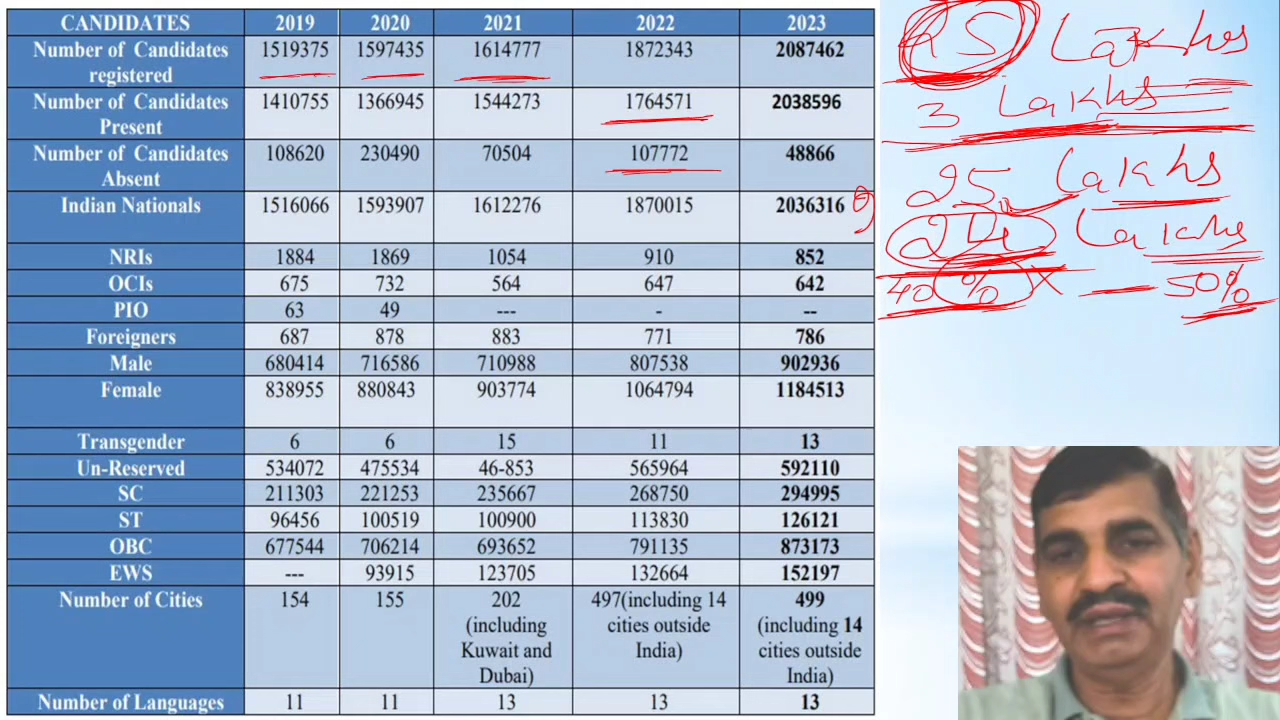 CANDIDATES 2019 2020 2021 2022 2023
Number of Candidates registered 1519375 1597435 1614777 1872343 2087462
Number of Candidates Present 1410755 1366945 1544273 1764571 2038596
Number of Candidates Absent 108620 230490 70504 107772 48866
Indian Nationals 1516066 1593907 1612276 1870015 2036316
NRIs 1884 1869 1054 910 852
OCIs 675 732 564 647 642
PIO 63 49 --- - --
Foreigners 687 878 883 771 786
Male 680414 716586 710988 807538 902936
Female 838955 880843 903774 1064794 1184513
Transgender 6 6 15 11 13
Un-Reserved 534072 475534 46-853 565964 592110
SC 211303 221253 235667 268750 294995
ST 96456 100519 100900 113830 126121
OBC 677544 706214 693652 791135 873173
EWS --- 93915 123705 132664 152197
Number of Cities 154 155 202 (including Kuwait and Dubai) 497(including 14 cities outside India) 499 (including 14 cities outside India)
Number of Languages 11 11 13 13 13
25 Lakhs
3 Lakhs
25 Lakhs
24 Lakhs
40% X — 50%